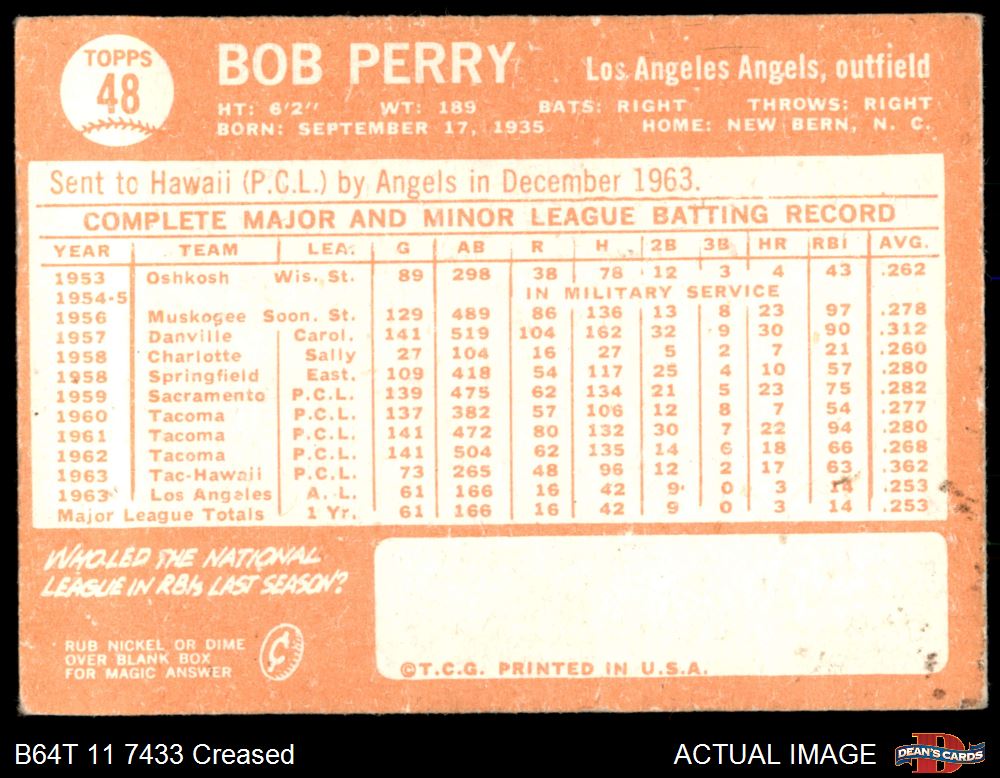 TOPPS
48
BOB PERRY
Los Angeles Angels, outfield
HT: 6'2" WT: 189 BATS: RIGHT THROWS: RIGHT
BORN: SEPTEMBER 17, 1935 HOME: NEW BERN, N. C.
Sent to Hawaii (P.C.L.) by Angels in December 1963.
COMPLETE MAJOR AND MINOR LEAGUE BATTING RECORD
YEAR TEAM LEA. G AB R H 2B 3B HR RBI AVG.
1953 Oshkosh Wis. St. 89 298 38 78 12 3 4 43 .262
1954-5 IN MILITARY SERVICE
1956 Muskogee Soon. St. 129 489 86 136 13 8 23 97 .278
1957 Danville Carol. 141 519 104 162 32 9 30 90 .312
1958 Charlotte Sally 27 104 16 27 5 2 7 21 .260
1958 Springfield East. 109 418 54 117 25 4 10 57 .280
1959 Sacramento P.C.L. 139 475 62 134 21 5 23 75 .282
1960 Tacoma P.C.L. 137 382 57 106 12 8 7 54 .277
1961 Tacoma P.C.L. 141 472 80 132 30 7 22 94 .280
1962 Tacoma P.C.L. 141 504 62 135 14 6 18 66 .268
1963 Tac-Hawaii P.C.L. 73 265 48 96 12 2 17 63 .362
1963 Los Angeles A. L. 61 166 16 42 9 0 3 14 .253
Major League Totals 1 Yr. 61 166 16 42 9 0 3 14 .253
WHO LED THE NATIONAL
LEAGUE IN RBIs LAST SEASON?
RUB NICKEL OR DIME
OVER BLANK BOX
FOR MAGIC ANSWER
©T.C.G. PRINTED IN U.S.A.
B64T 11 7433 Creased
ACTUAL IMAGE
DEAN'S CARDS